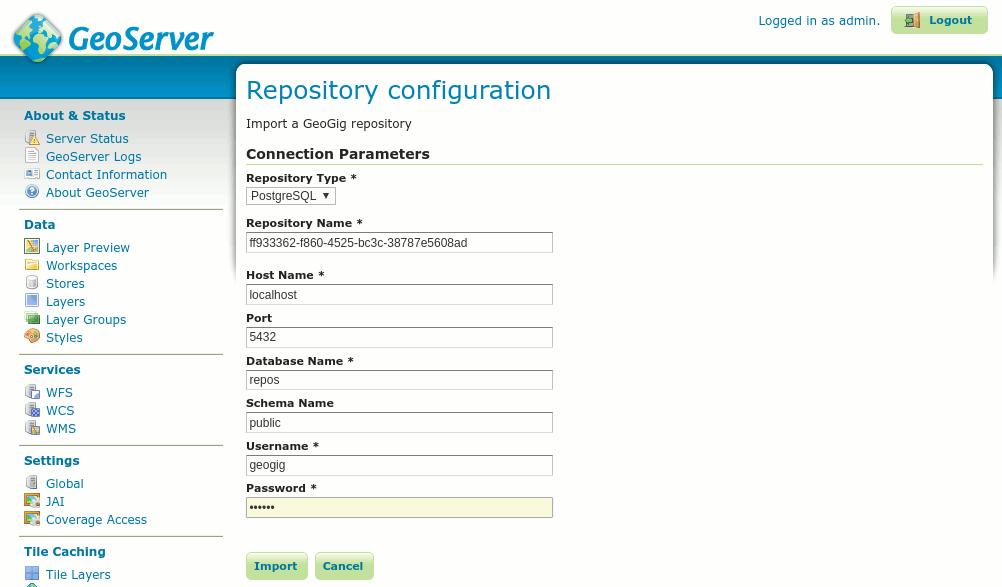 GeoServer
Logged in as admin.
Logout
About & Status
Server Status
GeoServer Logs
Contact Information
About GeoServer
Data
Layer Preview
Workspaces
Stores
Layers
Layer Groups
Styles
Services
WFS
WCS
WMS
Settings
Global
JAI
Coverage Access
Tile Caching
Tile Layers
Repository configuration
Import a GeoGig repository
Connection Parameters
Repository Type *
PostgreSQL
Repository Name *
ff933362-f860-4525-bc3c-38787e5608ad
Host Name *
localhost
Port
5432
Database Name *
repos
Schema Name
public
Username *
geogig
Password *
••••••
Import
Cancel